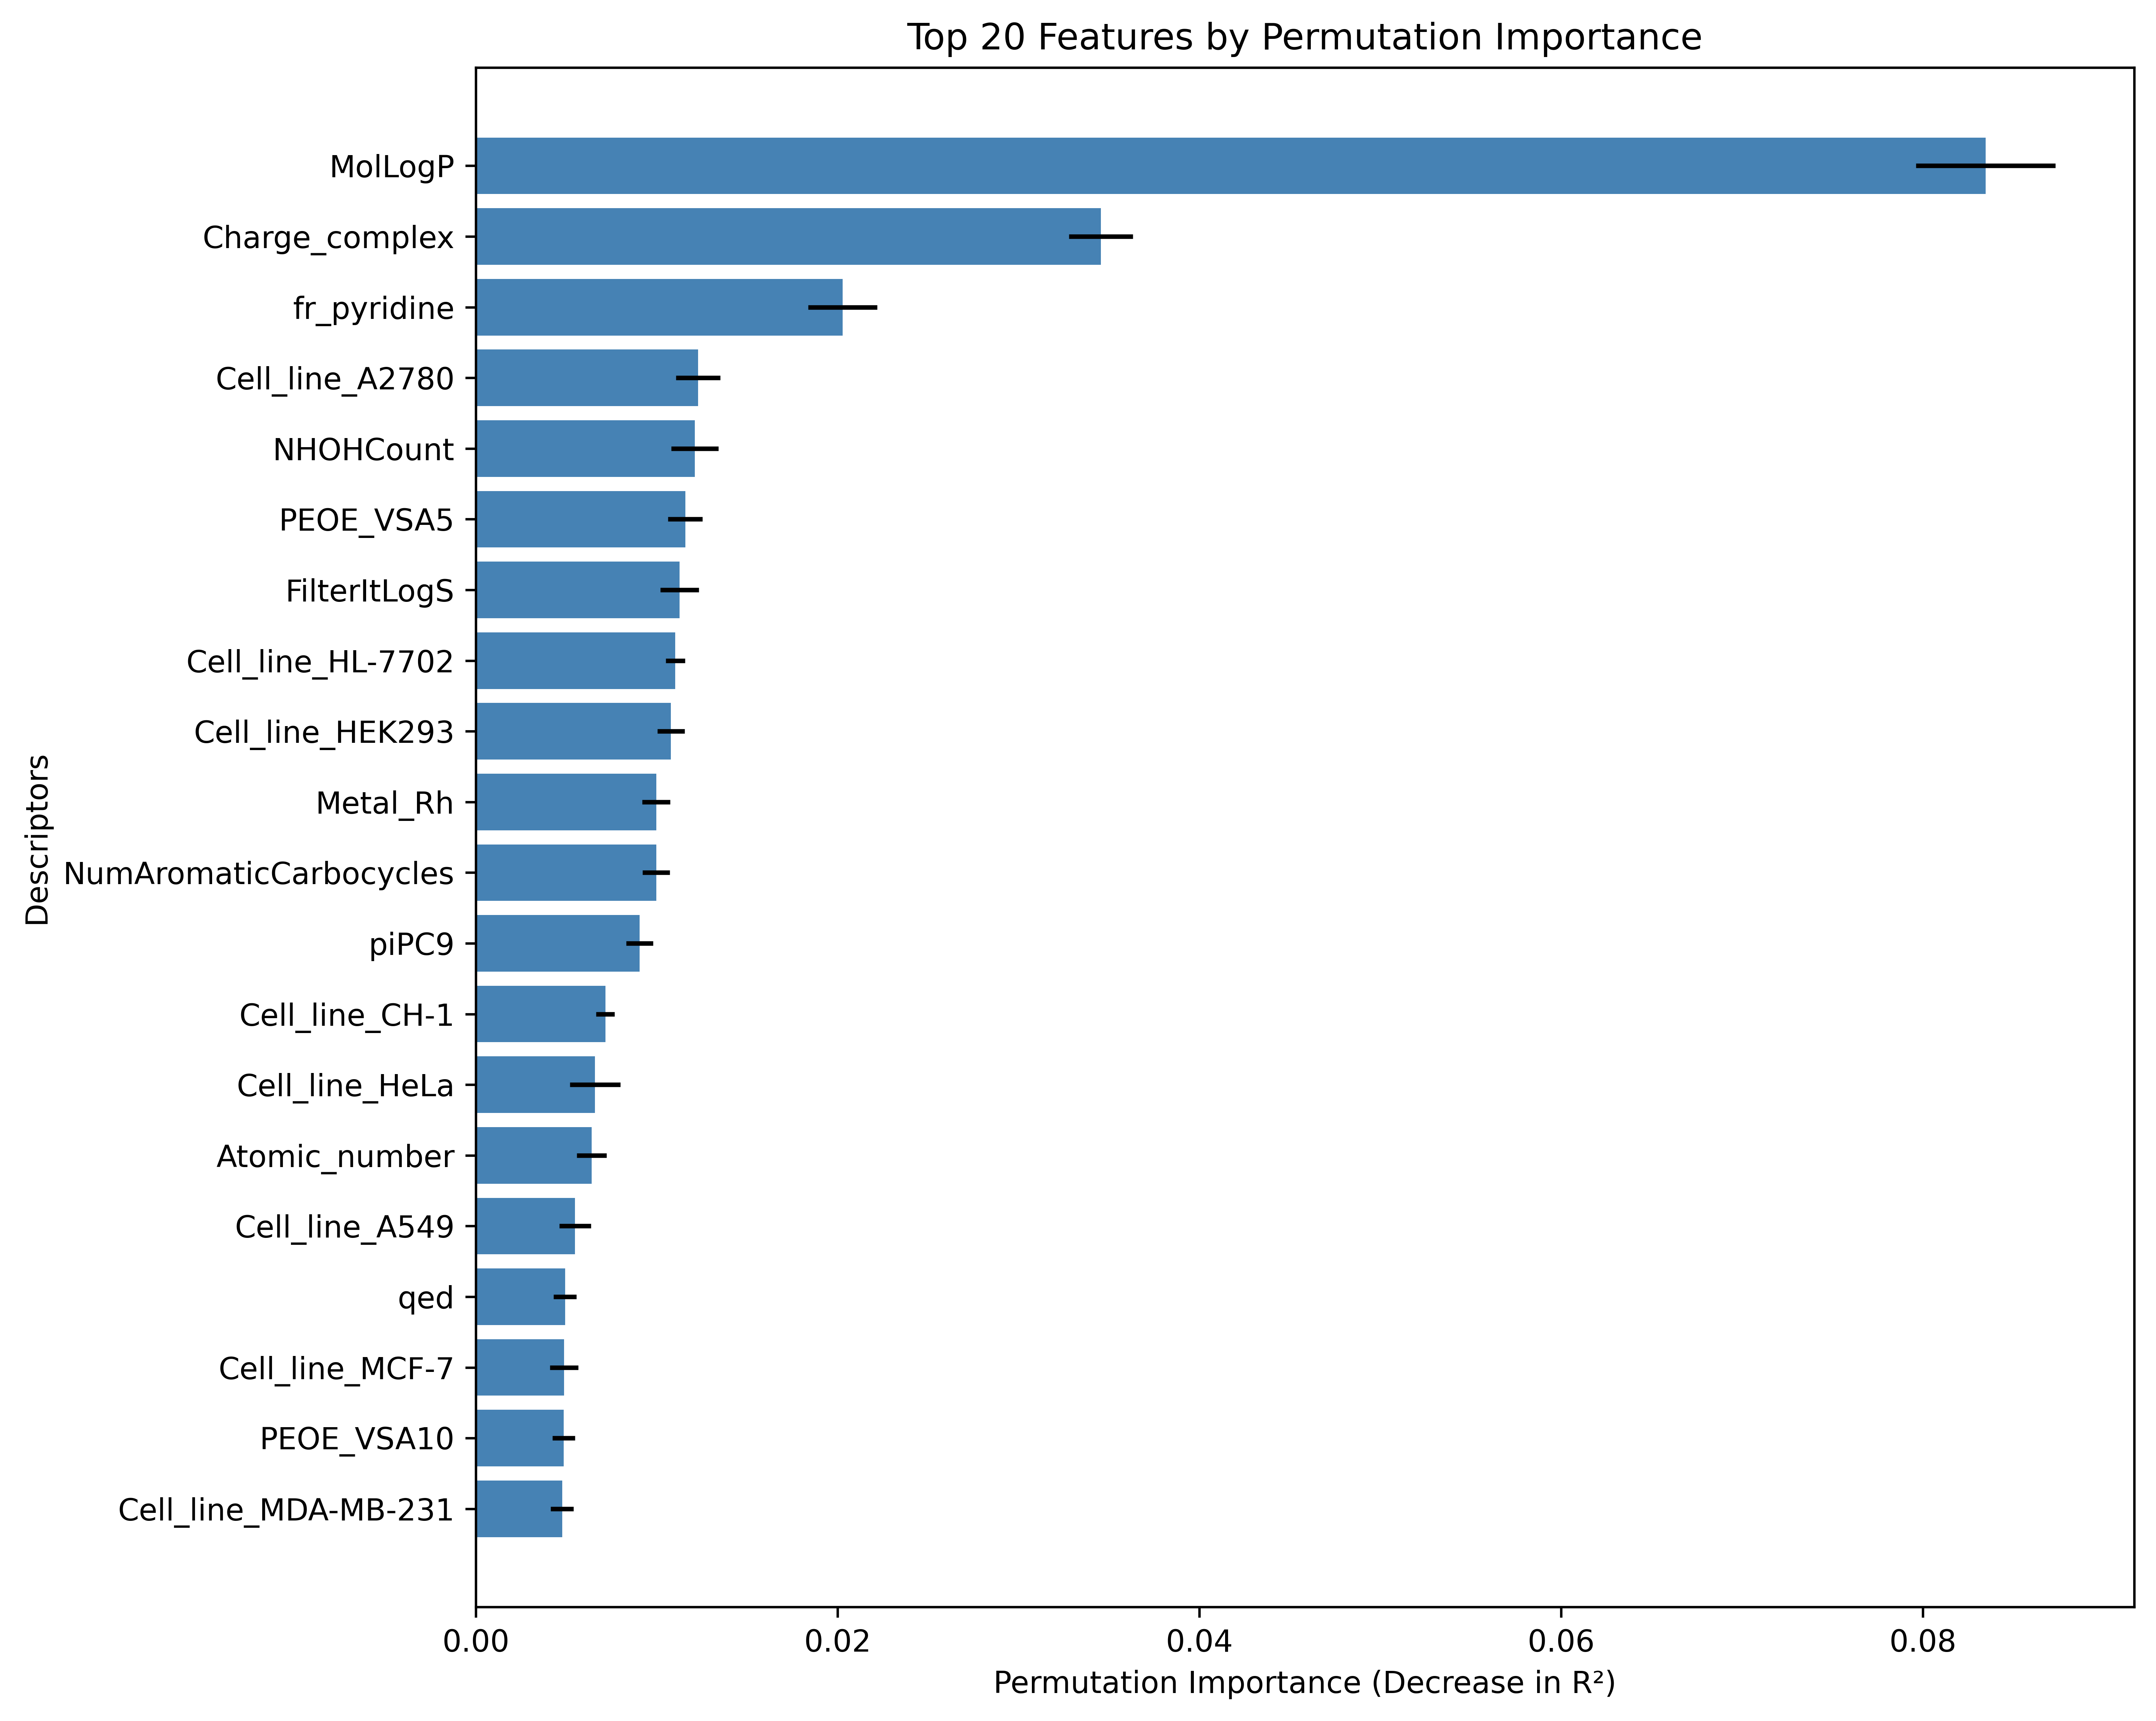 Top 20 Features by Permutation Importance
MolLogP
Charge_complex
fr_pyridine
Cell_line_A2780
NHOHCount
PEOE_VSA5
FilterItLogS
Cell_line_HL-7702
Cell_line_HEK293
Metal_Rh
NumAromaticCarbocycles
piPC9
Cell_line_CH-1
Cell_line_HeLa
Atomic_number
Cell_line_A549
qed
Cell_line_MCF-7
PEOE_VSA10
Cell_line_MDA-MB-231
Descriptors
0.00 0.02 0.04 0.06 0.08
Permutation Importance (Decrease in R²)